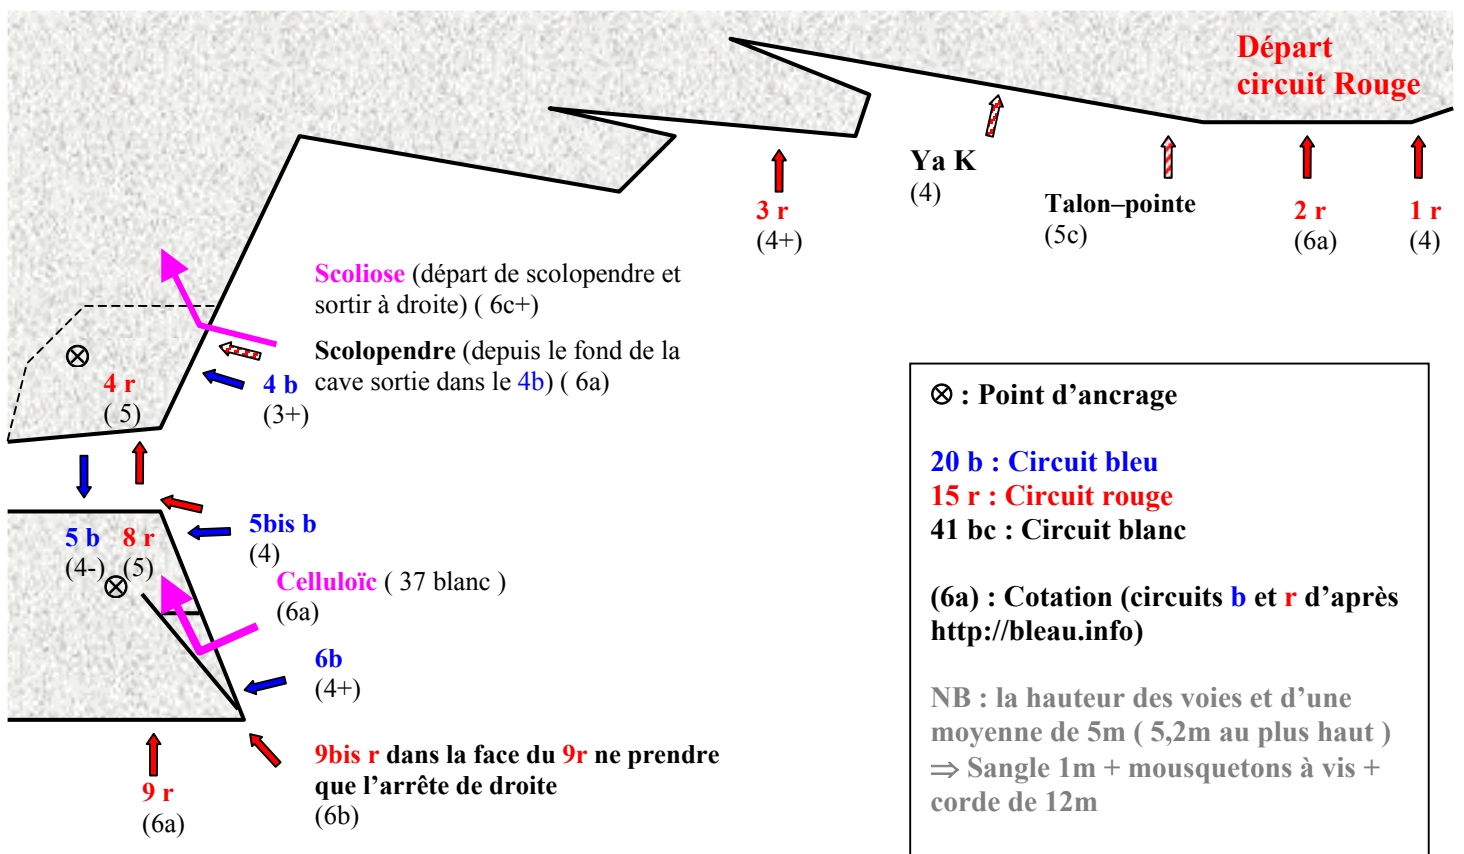 Départ
circuit Rouge
Ya K
(4)
Talon–pointe
(5c)
3 r
(4+)
2 r
(6a)
1 r
(4)
Scoliose (départ de scolopendre et
sortir à droite) ( 6c+)
Scolopendre (depuis le fond de la
cave sortie dans le 4b) ( 6a)
4 r
( 5)
4 b
(3+)
5 b
(4-)
8 r
(5)
5bis b
(4)
Celluloïc ( 37 blanc )
(6a)
6b
(4+)
9 r
(6a)
9bis r dans la face du 9r ne prendre
que l’arrête de droite
(6b)
⊗ : Point d’ancrage
20 b : Circuit bleu
15 r : Circuit rouge
41 bc : Circuit blanc
(6a) : Cotation (circuits b et r d’après
http://bleau.info)
NB : la hauteur des voies et d’une
moyenne de 5m ( 5,2m au plus haut )
⇒ Sangle 1m + mousquetons à vis +
corde de 12m